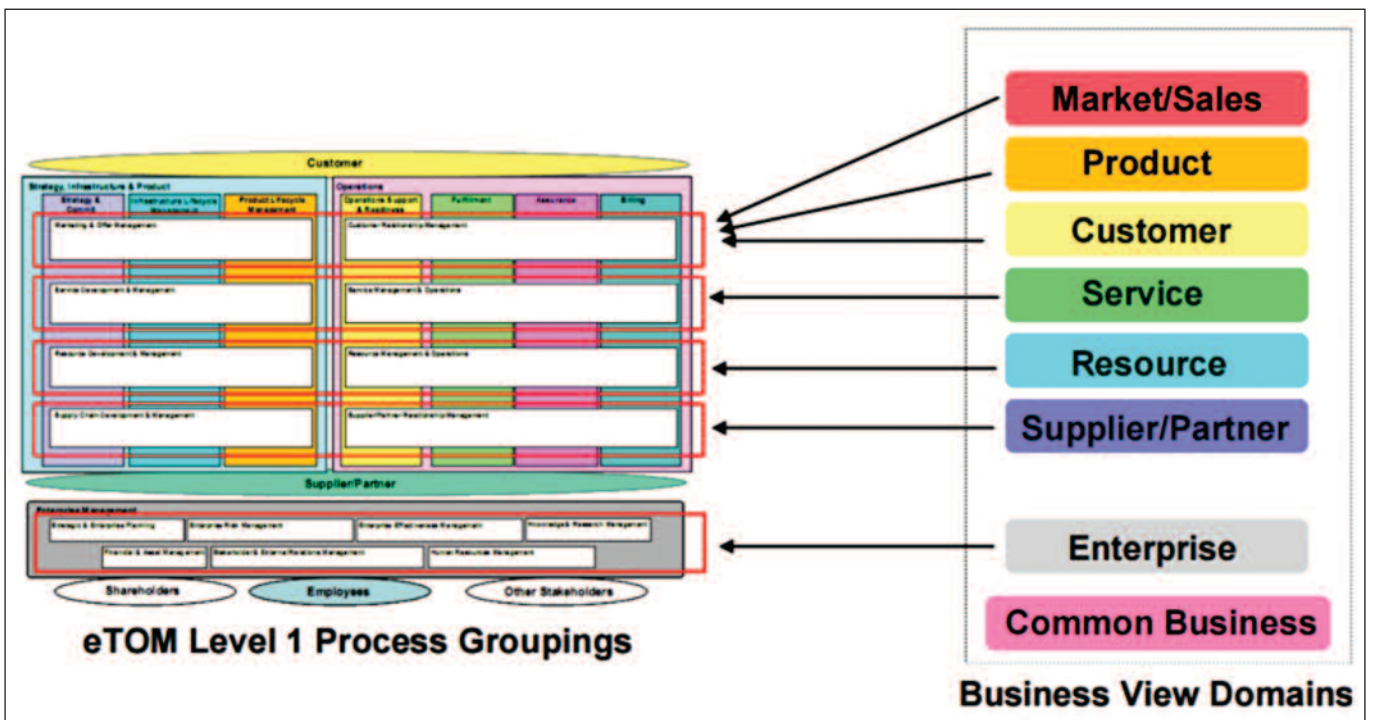 Customer
Strategy, Infrastructure & Product
Operations
Strategy &
Commit
Infrastructure Lifecycle
Management
Product Lifecycle
Management
Operations Support
& Readiness
Fulfilment
Assurance
Billing
Marketing & Offer Management
Customer Relationship Management
Service Development & Management
Service Management & Operations
Resource Development & Management
Resource Management & Operations
Supply Chain Development & Management
Supplier/Partner Relationship Management
Supplier/Partner
Enterprise Management
Strategic & Enterprise Planning
Enterprise Risk Management
Enterprise Effectiveness Management
Knowledge & Research Management
Financial & Asset Management
Stakeholder & External Relations Management
Human Resources Management
Shareholders
Employees
Other Stakeholders
eTOM Level 1 Process Groupings
Market/Sales
Product
Customer
Service
Resource
Supplier/Partner
Enterprise
Common Business
Business View Domains